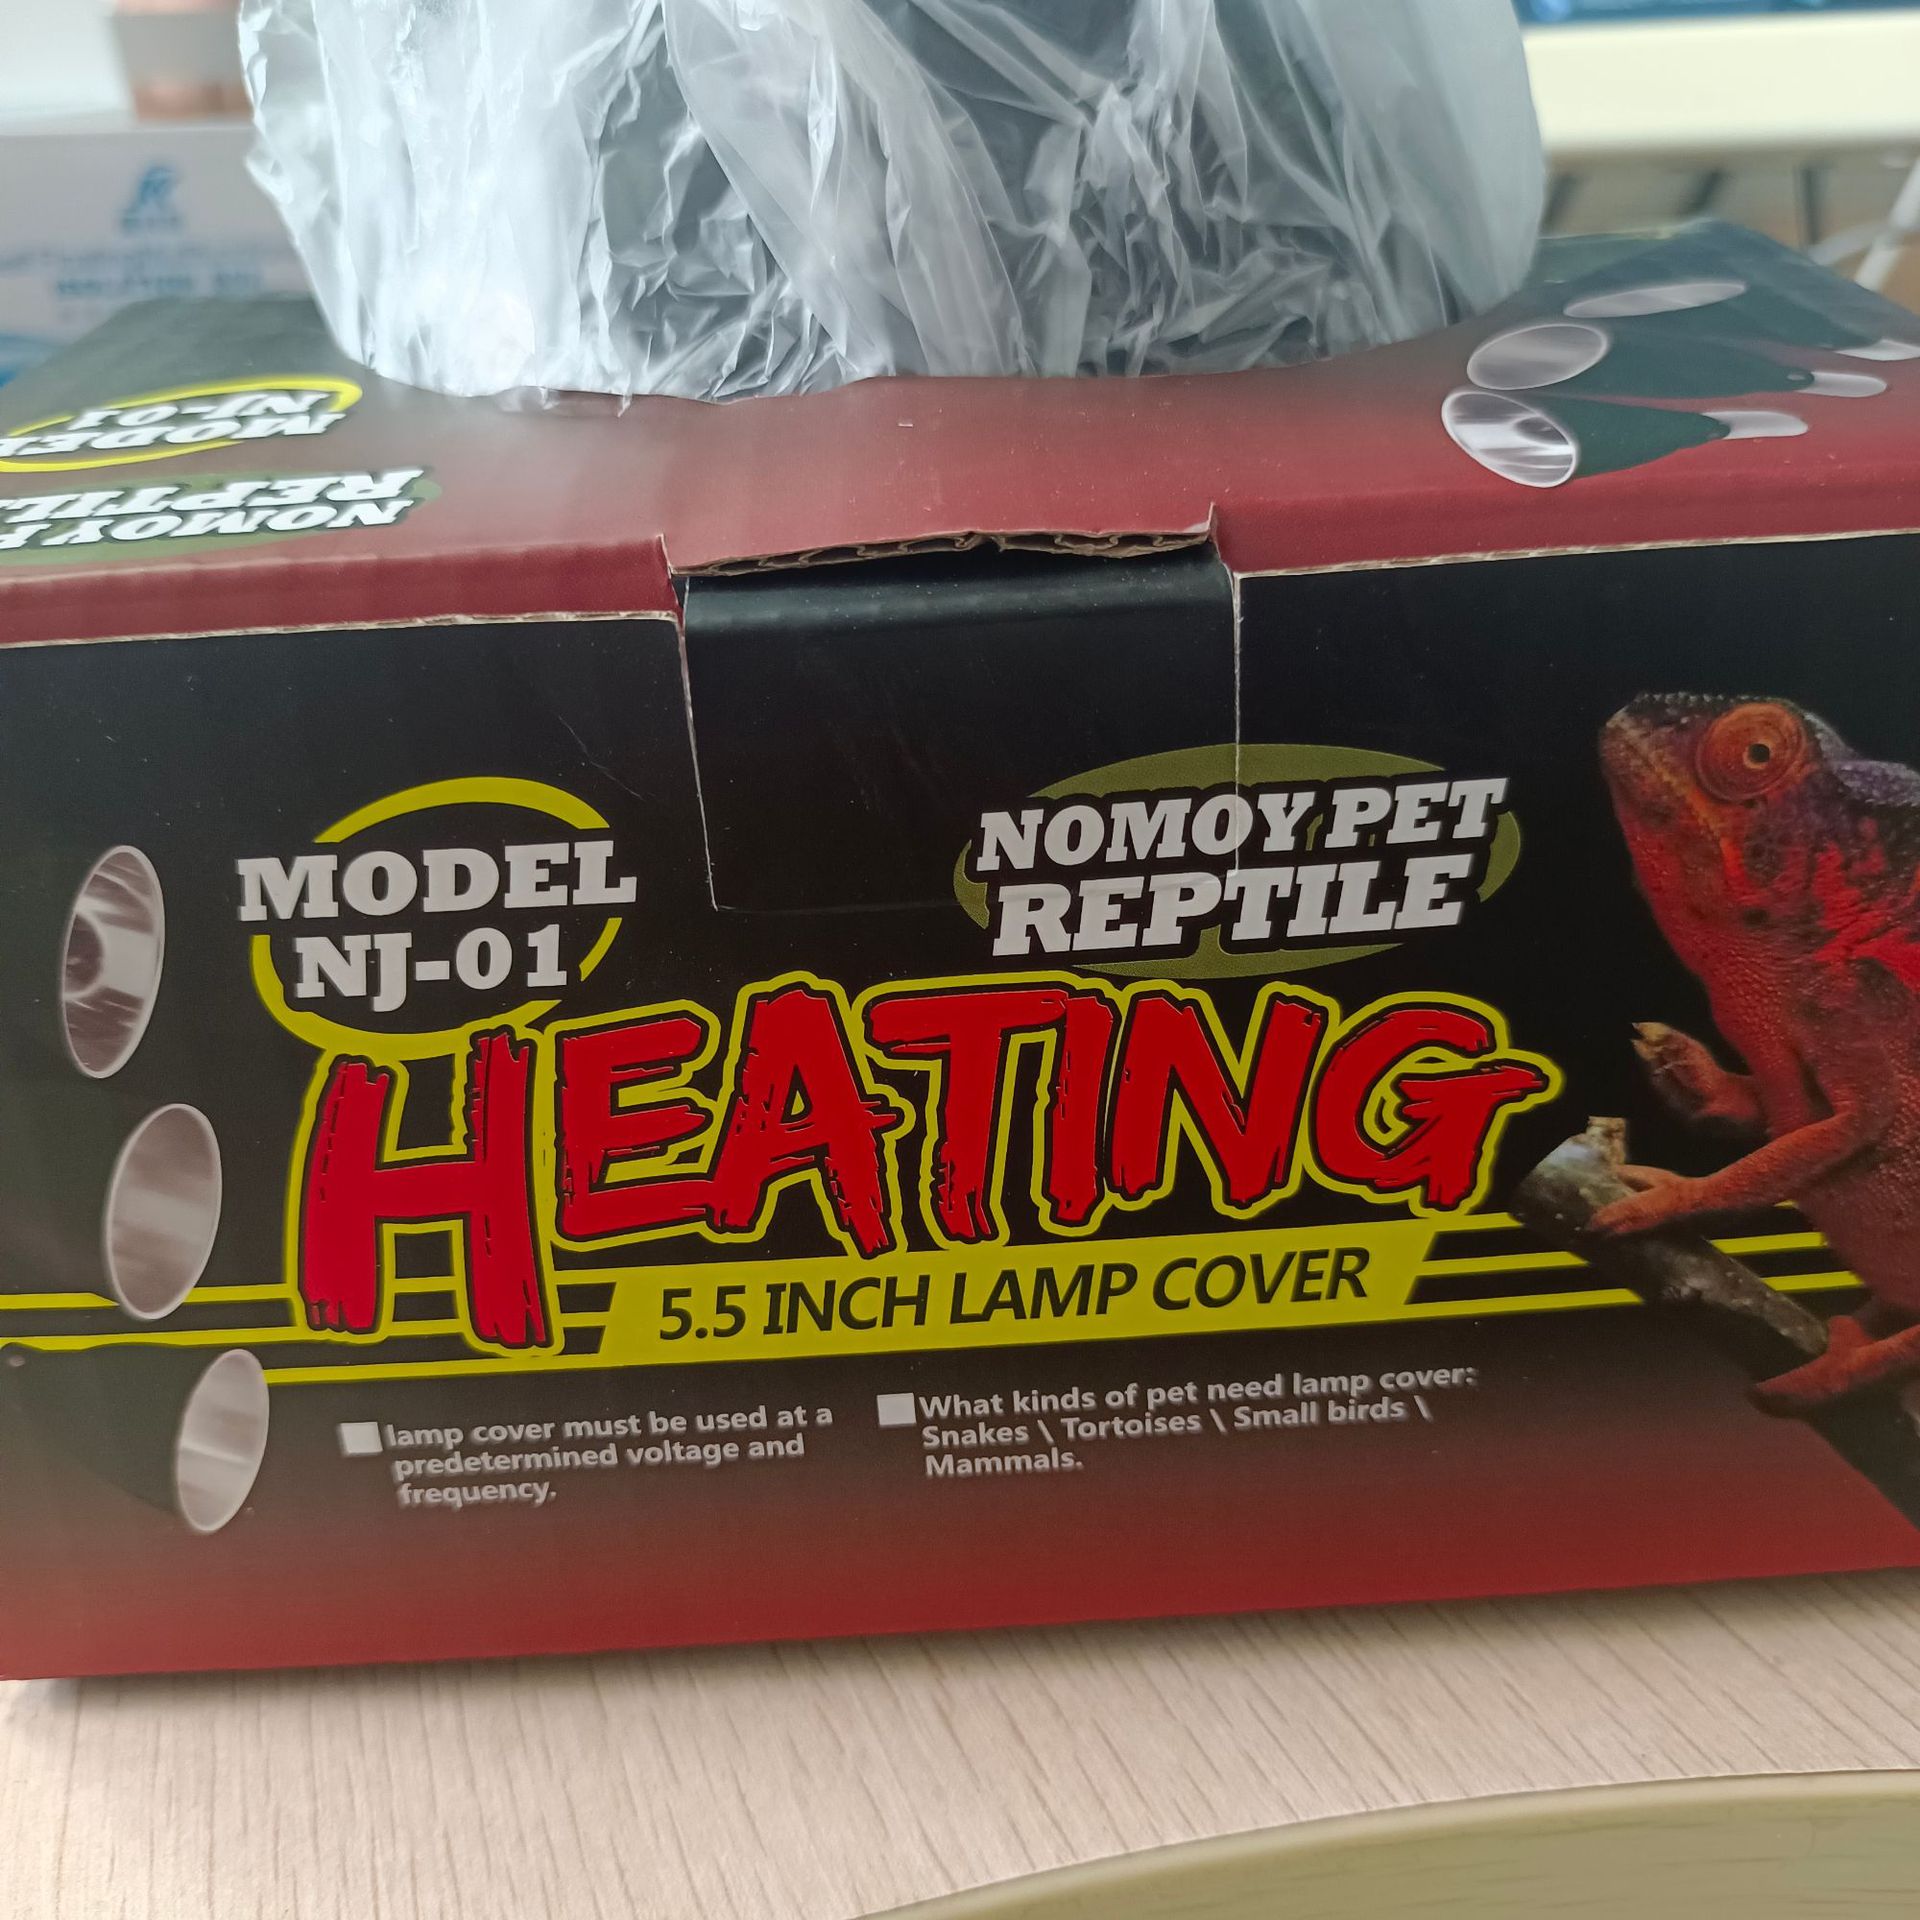 MODEL
NJ-01
NOMOY
REPTIL
MODEL
NJ-01
NOMOY PET
REPTILE
HEATING
5.5 INCH LAMP COVER
lamp cover must be used at a
predetermined voltage and
frequency.
What kinds of pet need lamp cover:
Snakes \ Tortoises \ Small birds \
Mammals.